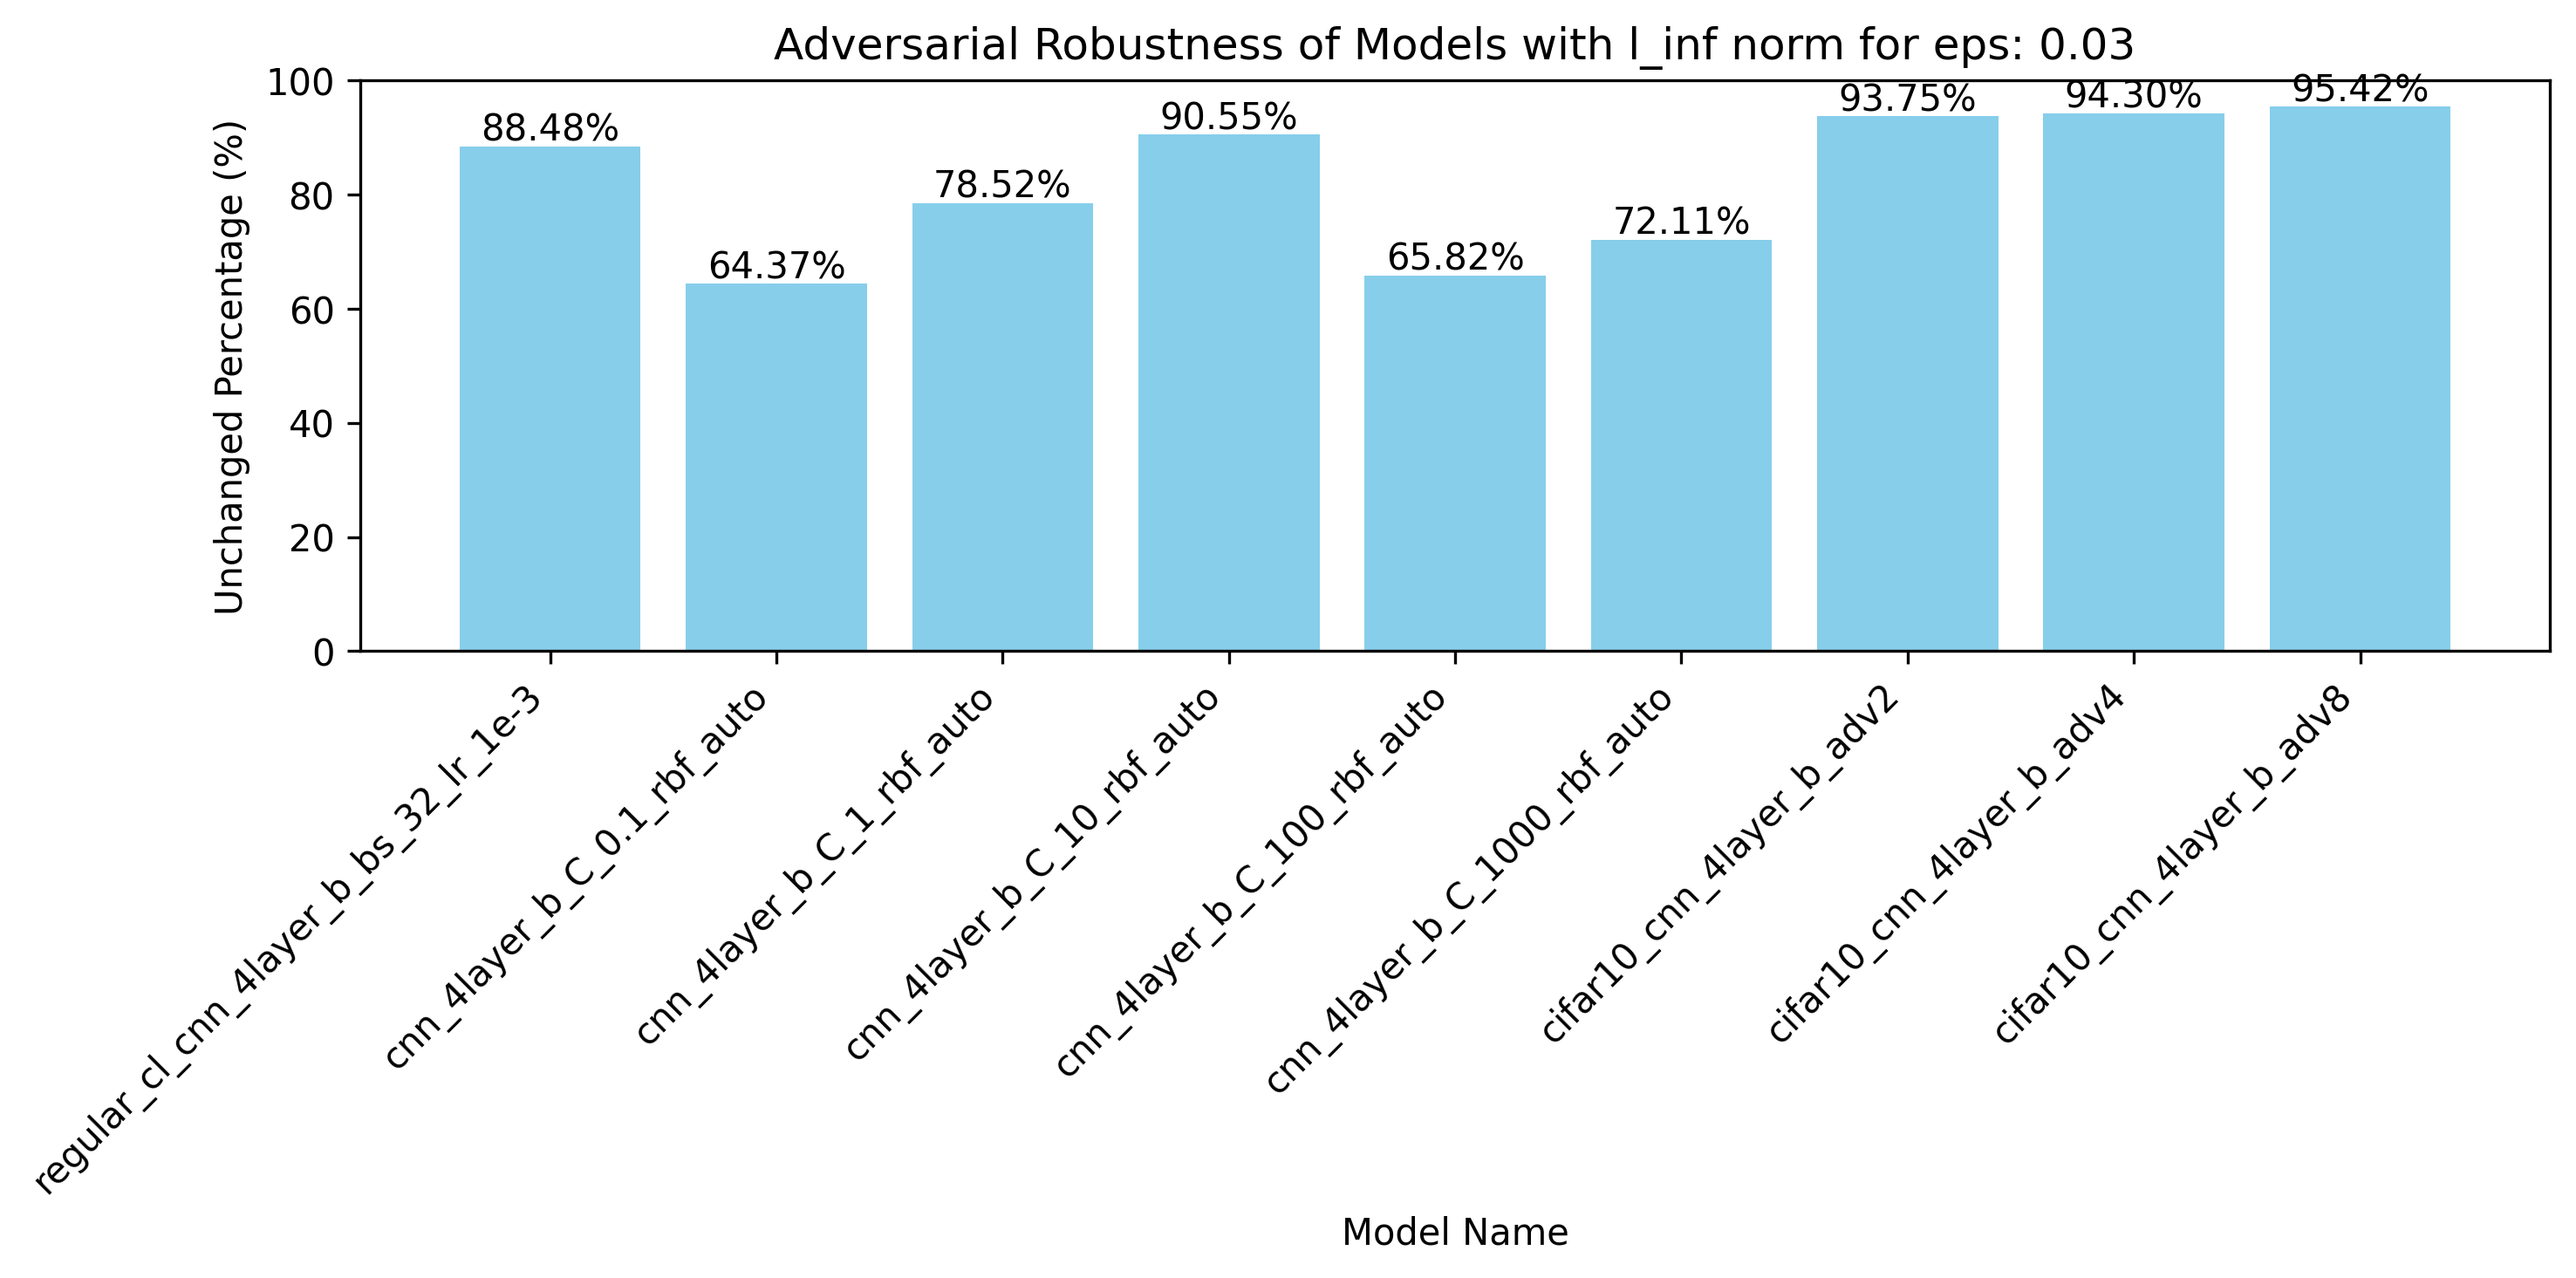 Adversarial Robustness of Models with l_inf norm for eps: 0.03
Unchanged Percentage (%)
100
80
60
40
20
0
88.48%
64.37%
78.52%
90.55%
65.82%
72.11%
93.75%
94.30%
95.42%
regular_cl_cnn_4layer_b_bs_32_lr_1e-3
cnn_4layer_b_C_0.1_rbf_auto
cnn_4layer_b_C_1_rbf_auto
cnn_4layer_b_C_10_rbf_auto
cnn_4layer_b_C_100_rbf_auto
cnn_4layer_b_C_1000_rbf_auto
cifar10_cnn_4layer_b_adv2
cifar10_cnn_4layer_b_adv4
cifar10_cnn_4layer_b_adv8
Model Name